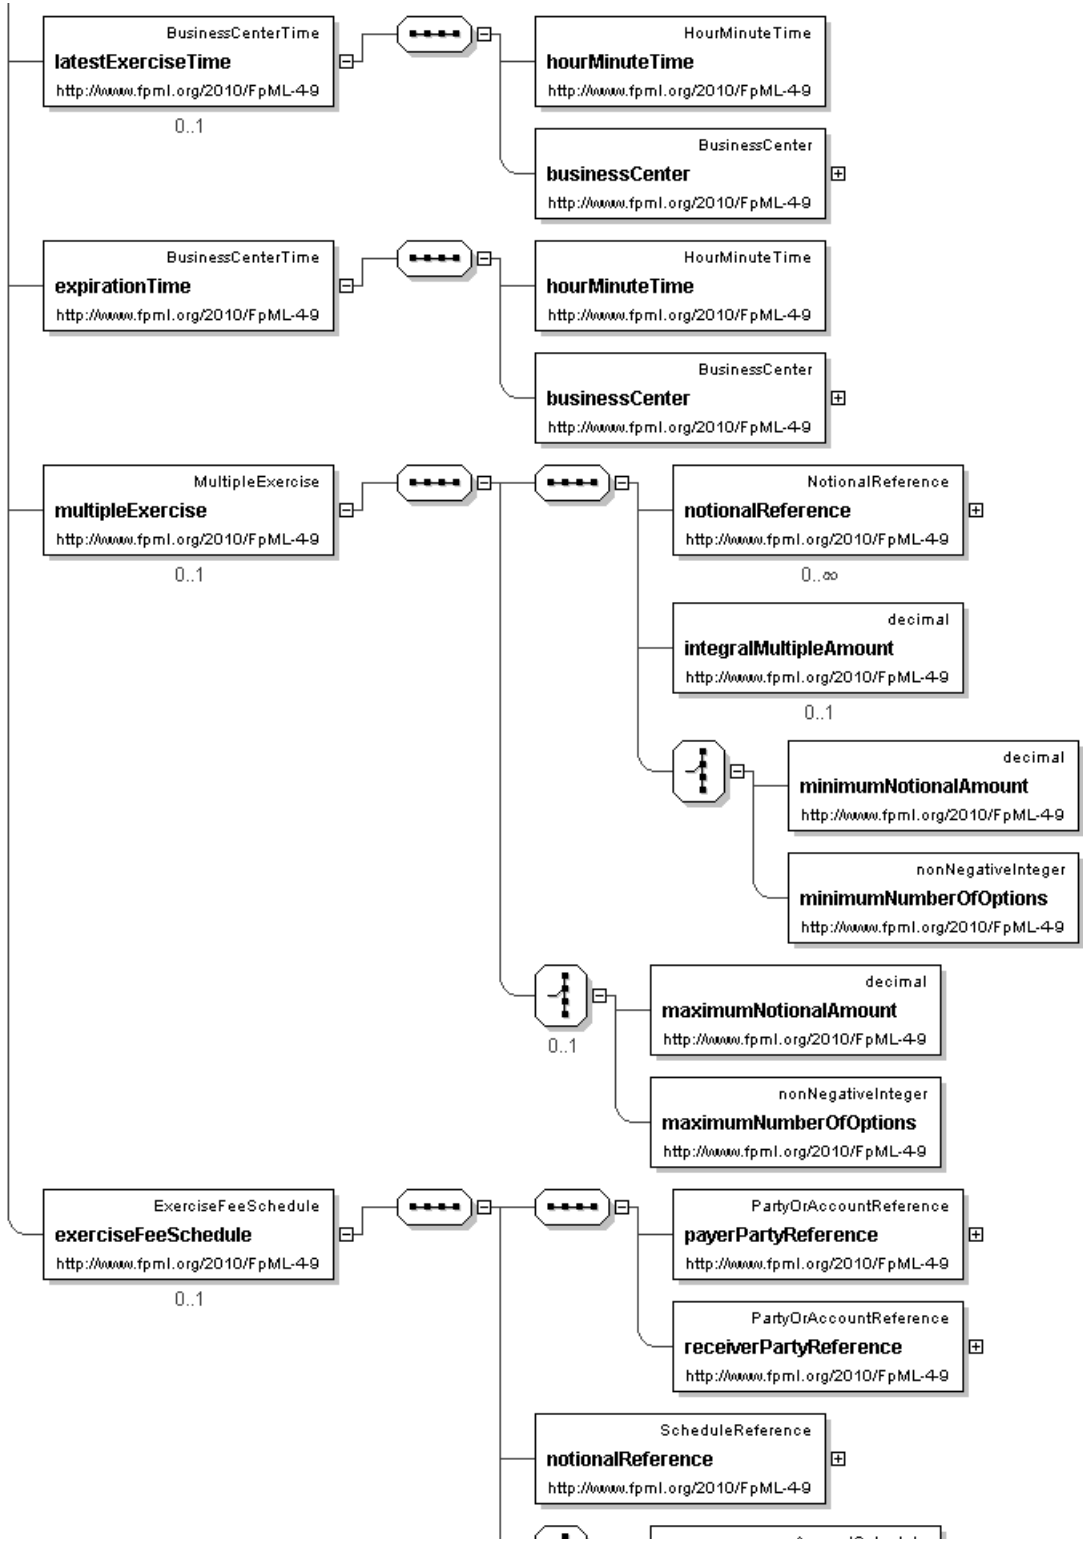 BusinessCenterTime
latestExerciseTime
http://www.fpml.org/2010/FpML-4-9
0..1
HourMinuteTime
hourMinuteTime
http://www.fpml.org/2010/FpML-4-9
BusinessCenter
businessCenter
http://www.fpml.org/2010/FpML-4-9
BusinessCenterTime
expirationTime
http://www.fpml.org/2010/FpML-4-9
HourMinuteTime
hourMinuteTime
http://www.fpml.org/2010/FpML-4-9
BusinessCenter
businessCenter
http://www.fpml.org/2010/FpML-4-9
MultipleExercise
multipleExercise
http://www.fpml.org/2010/FpML-4-9
0..1
NotionalReference
notionalReference
http://www.fpml.org/2010/FpML-4-9
0..∞
decimal
integralMultipleAmount
http://www.fpml.org/2010/FpML-4-9
0..1
decimal
minimumNotionalAmount
http://www.fpml.org/2010/FpML-4-9
nonNegativeInteger
minimumNumberOfOptions
http://www.fpml.org/2010/FpML-4-9
0..1
decimal
maximumNotionalAmount
http://www.fpml.org/2010/FpML-4-9
nonNegativeInteger
maximumNumberOfOptions
http://www.fpml.org/2010/FpML-4-9
ExerciseFeeSchedule
exerciseFeeSchedule
http://www.fpml.org/2010/FpML-4-9
0..1
PartyOrAccountReference
payerPartyReference
http://www.fpml.org/2010/FpML-4-9
PartyOrAccountReference
receiverPartyReference
http://www.fpml.org/2010/FpML-4-9
ScheduleReference
notionalReference
http://www.fpml.org/2010/FpML-4-9